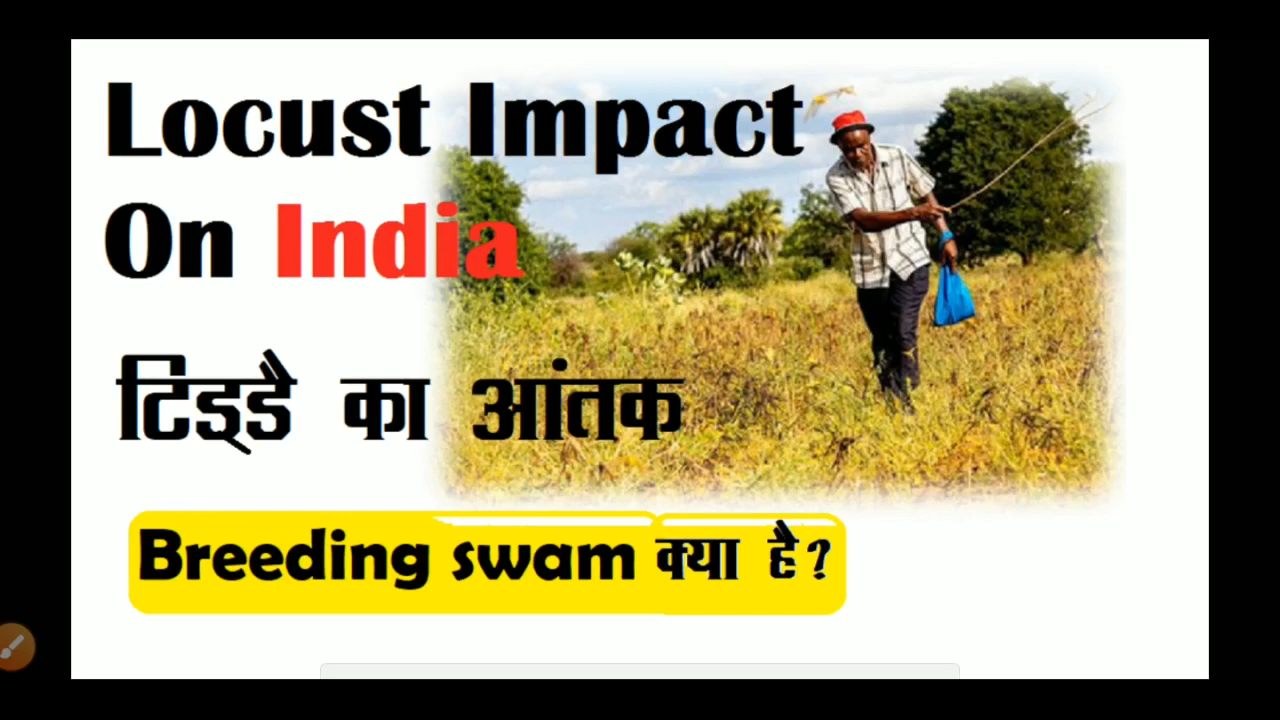 Locust Impact
On India
टिड्डै का आंतक
Breeding swam क्या है?